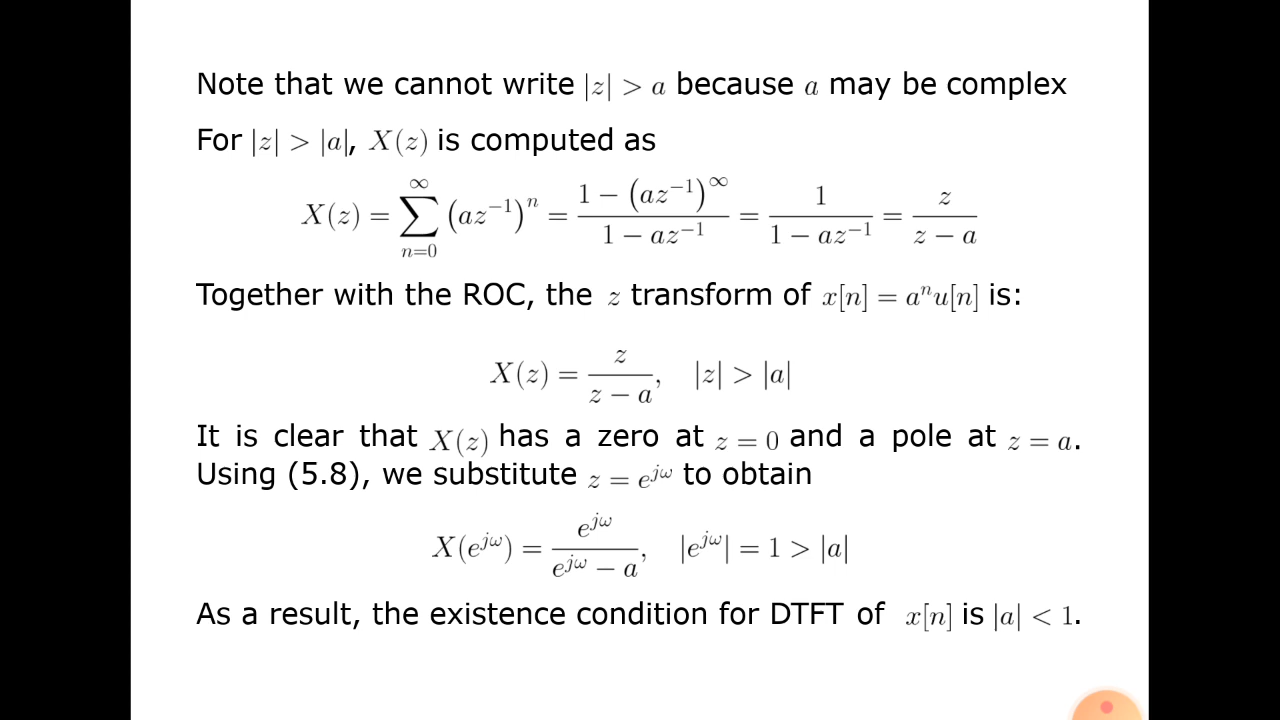 Note that we cannot write |z| > a because a may be complex
For |z| > |a|, X(z) is computed as
X(z) = ∑_{n=0}^{∞} (az⁻¹)ⁿ = (1 − (az⁻¹)^∞)/(1 − az⁻¹) = 1/(1 − az⁻¹) = z/(z − a)
Together with the ROC, the z transform of x[n] = aⁿu[n] is:
X(z) = z/(z − a), |z| > |a|
It is clear that X(z) has a zero at z = 0 and a pole at z = a.
Using (5.8), we substitute z = e^{jω} to obtain
X(e^{jω}) = e^{jω}/(e^{jω} − a), |e^{jω}| = 1 > |a|
As a result, the existence condition for DTFT of x[n] is |a| < 1.